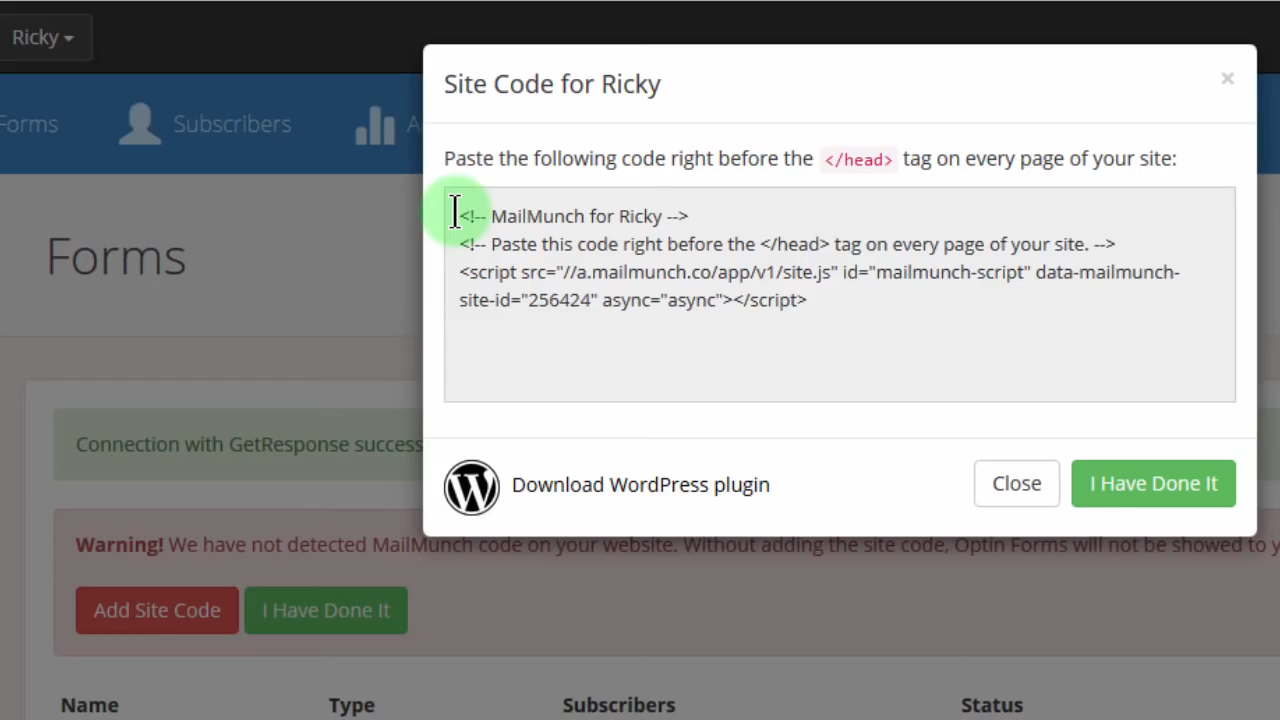 Ricky
Site Code for Ricky
×
Forms
Subscribers
A
Paste the following code right before the </head> tag on every page of your site:
<!-- MailMunch for Ricky -->
<!-- Paste this code right before the </head> tag on every page of your site. -->
<script src="//a.mailmunch.co/app/v1/site.js" id="mailmunch-script" data-mailmunch-
site-id="256424" async="async"></script>
Forms
Connection with GetResponse success
Download WordPress plugin
Close
I Have Done It
Warning! We have not detected MailMunch code on your website. Without adding the site code, Optin Forms will not be showed to y
Add Site Code
I Have Done It
Name
Type
Subscribers
Status